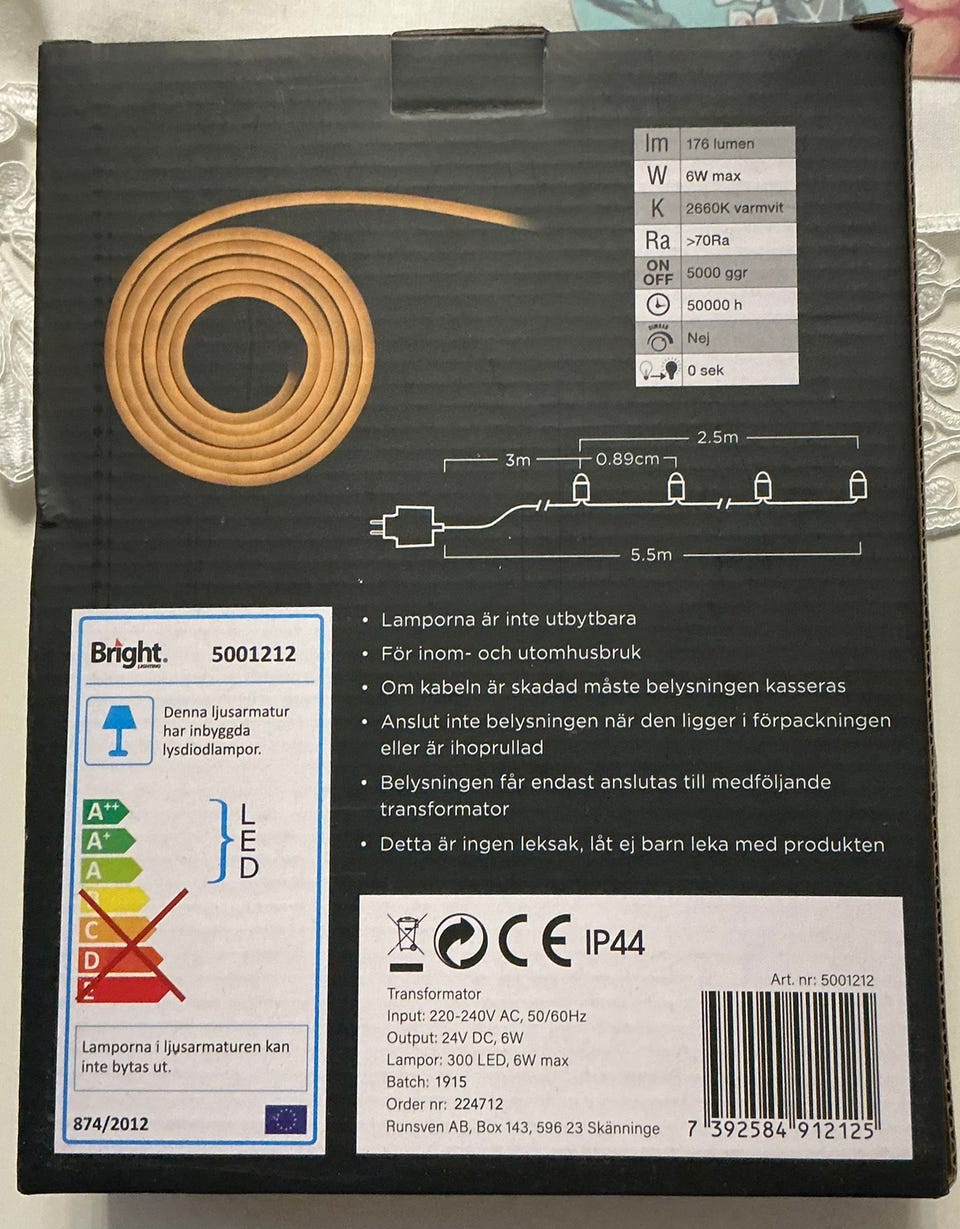 lm 176 lumen
W 6W max
K 2660K varmvit
Ra >70Ra
ON OFF 5000 ggr
50000 h
DIMBAR Nej
0 sek
2.5m
3m
0.89cm
5.5m
• Lamporna är inte utbytbara
• För inom- och utomhusbruk
• Om kabeln är skadad måste belysningen kasseras
• Anslut inte belysningen när den ligger i förpackningen
eller är ihoprullad
• Belysningen får endast anslutas till medföljande
transformator
• Detta är ingen leksak, låt ej barn leka med produkten
Bright. LIGHTING 5001212
Denna ljusarmatur
har inbyggda
lysdiodlampor.
A++
A+
A
B
C
D
E
LED
Lamporna i ljusarmaturen kan
inte bytas ut.
874/2012
CE IP44
Transformator
Input: 220-240V AC, 50/60Hz
Output: 24V DC, 6W
Lampor: 300 LED, 6W max
Batch: 1915
Order nr: 224712
Runsven AB, Box 143, 596 23 Skänninge
Art. nr: 5001212
7 392584 912125